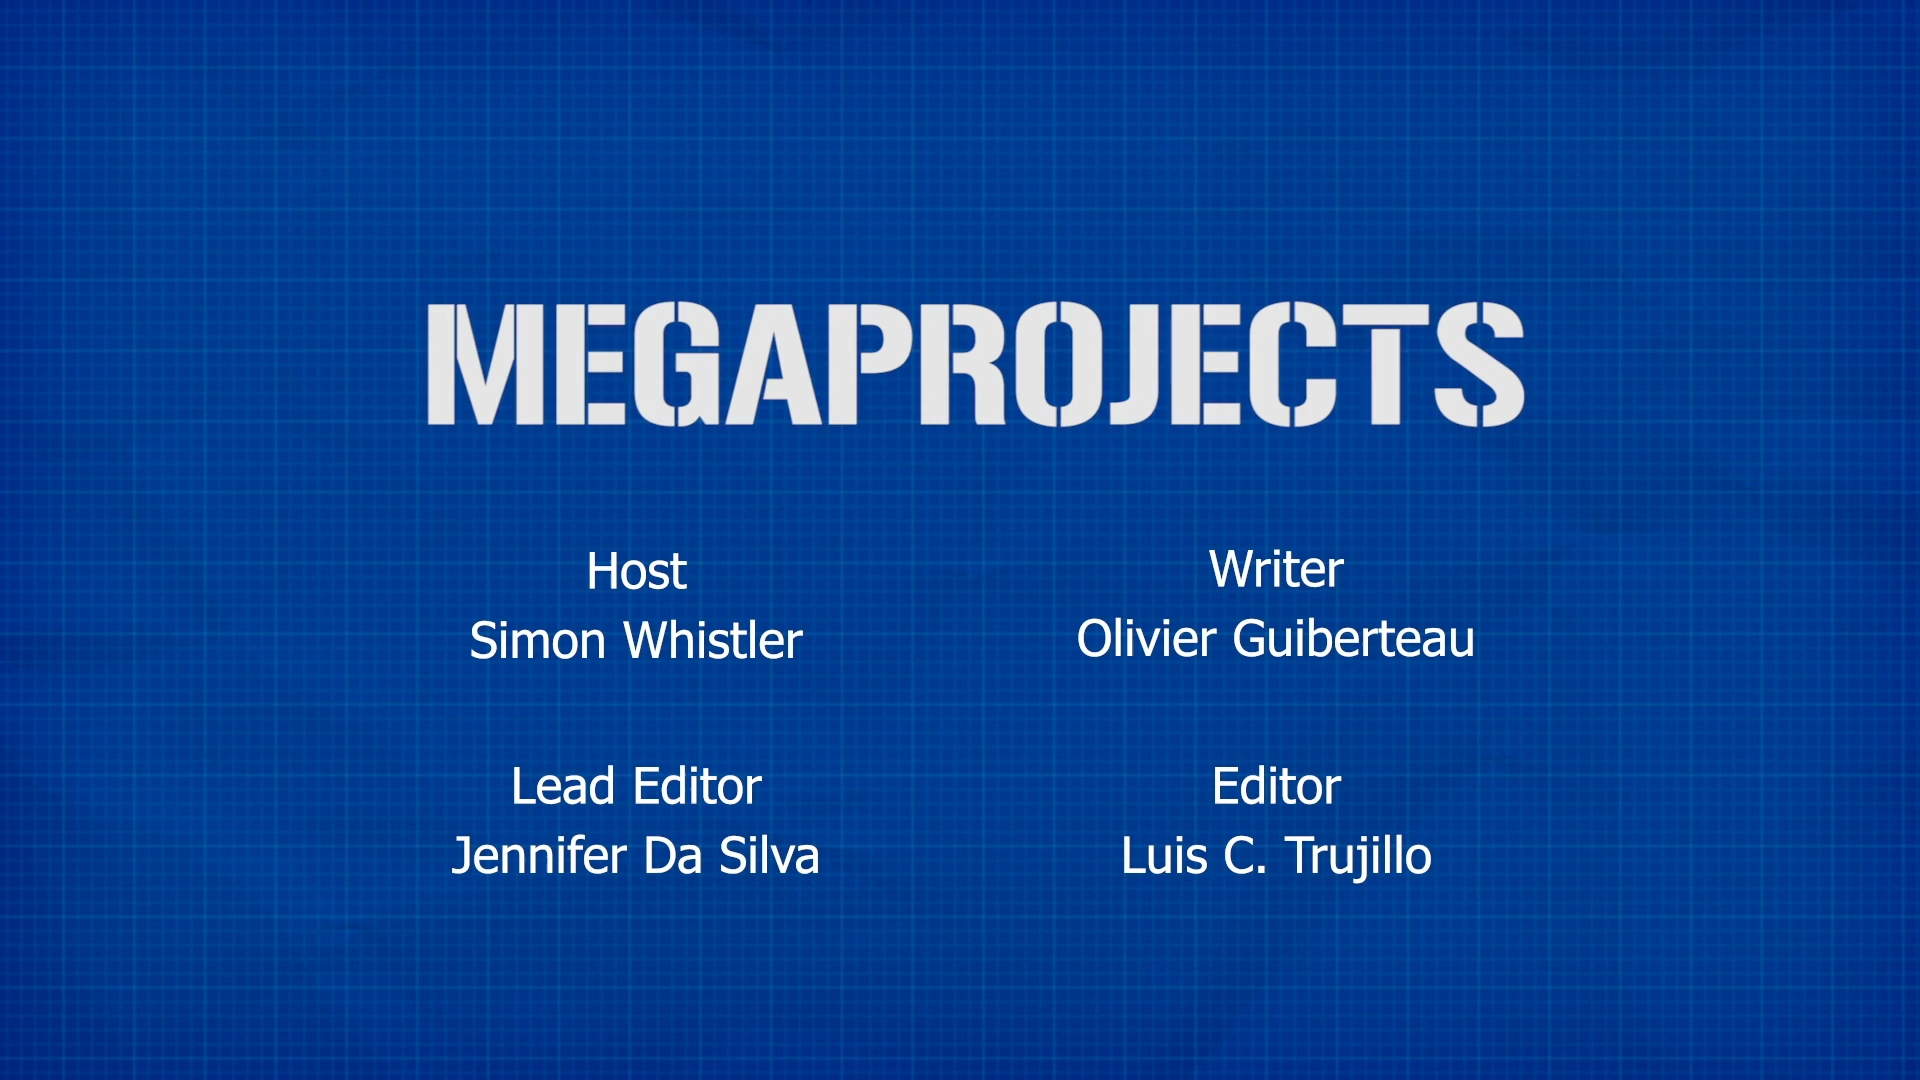 MEGAPROJECTS
Host
Simon Whistler
Writer
Olivier Guiberteau
Lead Editor
Jennifer Da Silva
Editor
Luis C. Trujillo